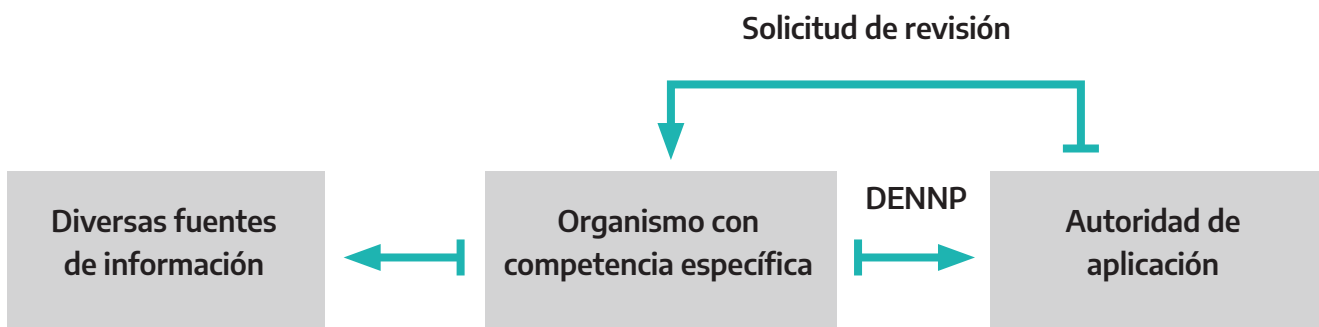 Solicitud de revisión
Diversas fuentes
de información
Organismo con
competencia específica
DENNP
Autoridad de
aplicación